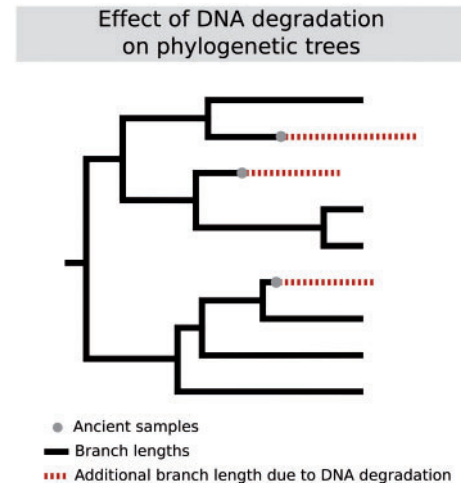 Effect of DNA degradation
on phylogenetic trees
Ancient samples
Branch lengths
Additional branch length due to DNA degradation